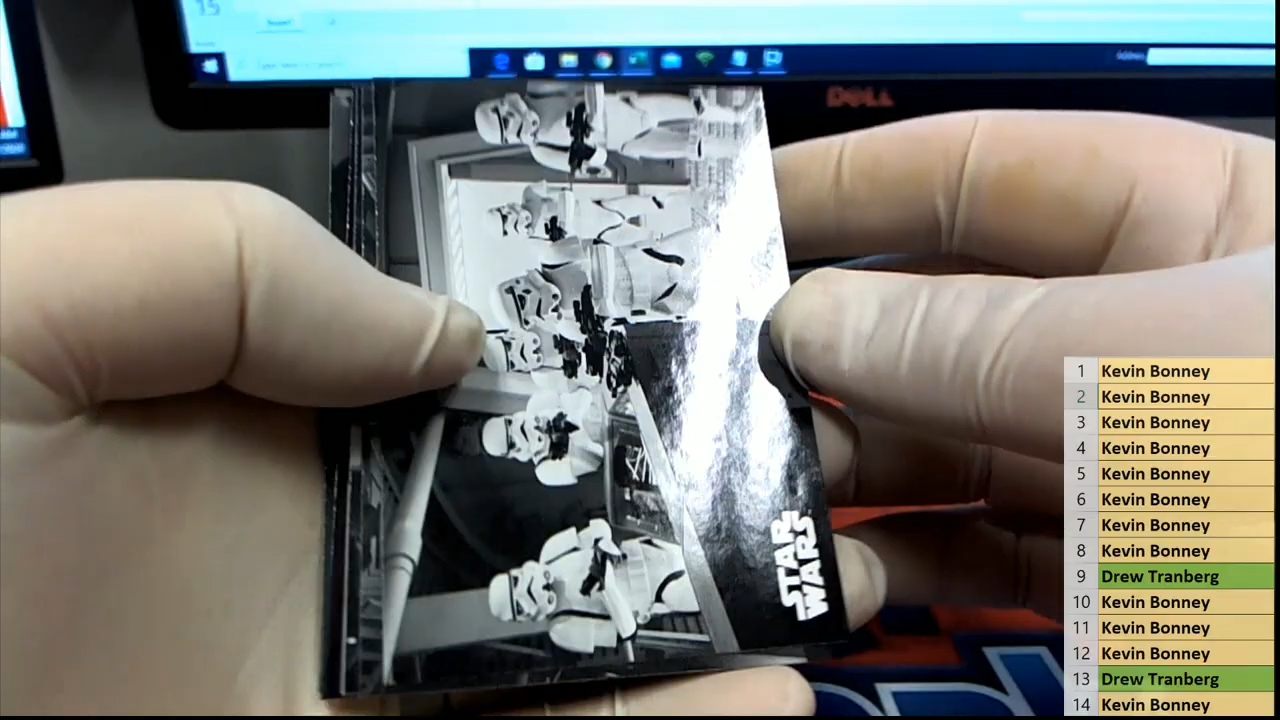 15
DELL
STAR
WARS
1 Kevin Bonney
2 Kevin Bonney
3 Kevin Bonney
4 Kevin Bonney
5 Kevin Bonney
6 Kevin Bonney
7 Kevin Bonney
8 Kevin Bonney
9 Drew Tranberg
10 Kevin Bonney
11 Kevin Bonney
12 Kevin Bonney
13 Drew Tranberg
14 Kevin Bonney